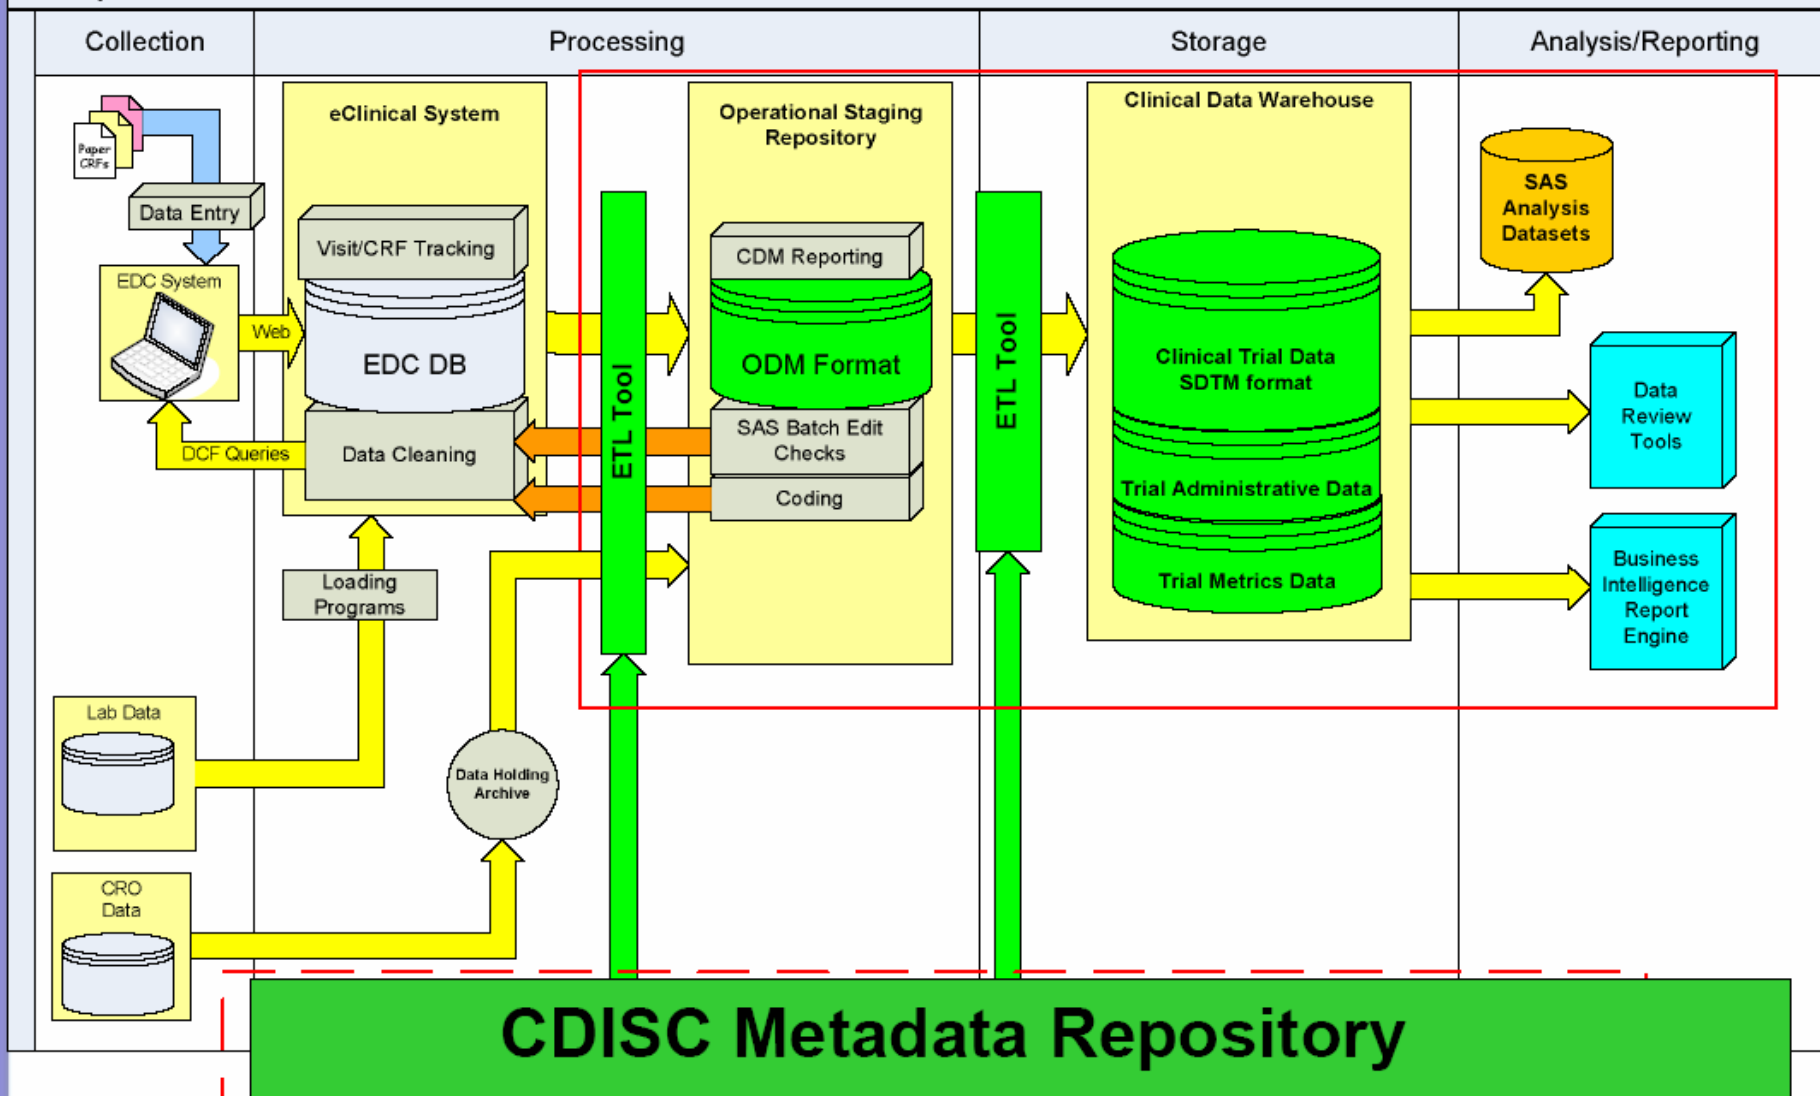 Collection
Processing
Storage
Analysis/Reporting
Paper
CRFs
Data Entry
EDC System
Web
DCF Queries
eClinical System
Visit/CRF Tracking
EDC DB
Data Cleaning
Loading
Programs
Lab Data
CRO
Data
Data Holding
Archive
ETL Tool
Operational Staging
Repository
CDM Reporting
ODM Format
SAS Batch Edit
Checks
Coding
ETL Tool
Clinical Data Warehouse
Clinical Trial Data
SDTM format
Trial Administrative Data
Trial Metrics Data
SAS
Analysis
Datasets
Data
Review
Tools
Business
Intelligence
Report
Engine
CDISC Metadata Repository